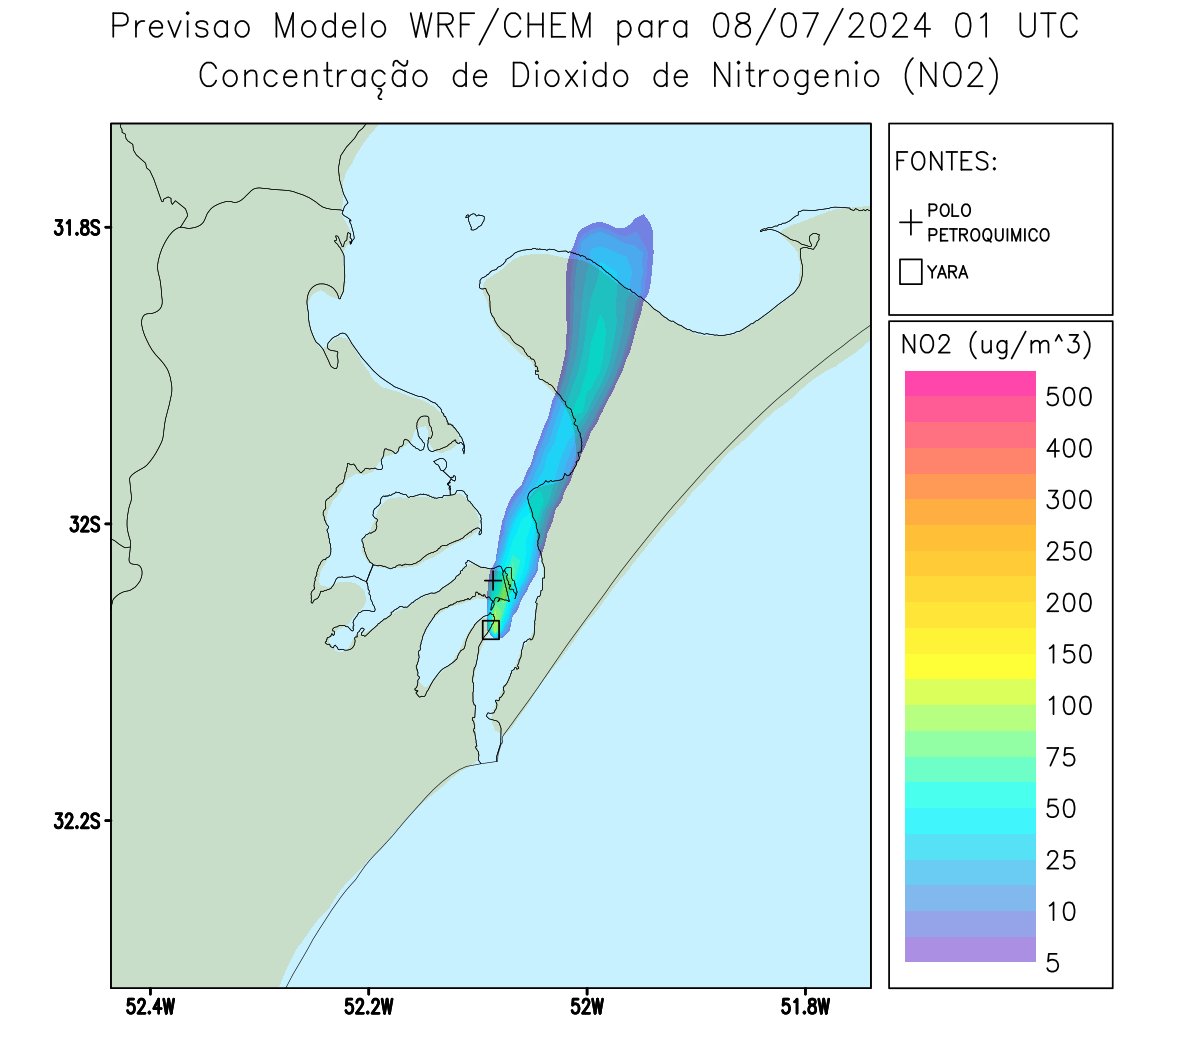 Previsao Modelo WRF/CHEM para 08/07/2024 01 UTC
Concentração de Dioxido de Nitrogenio (NO2)
FONTES:
POLO
PETROQUIMICO
YARA
31.8S
32S
32.2S
52.4W
52.2W
52W
51.8W
NO2 (ug/m^3)
500
400
300
250
200
150
100
75
50
25
10
5